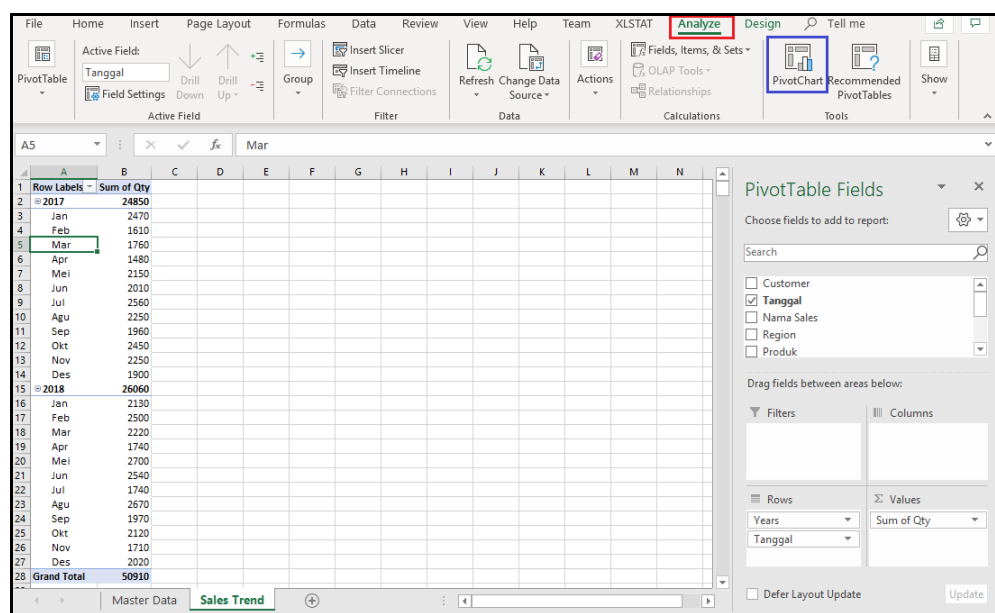 File Home Insert Page Layout Formulas Data Review View Help Team XLSTAT Analyze Design Tell me
PivotTable
Active Field:
Tanggal
Field Settings
Drill Down
Drill Up
Active Field
Group
Insert Slicer
Insert Timeline
Filter Connections
Filter
Refresh
Change Data Source
Data
Actions
Fields, Items, & Sets
OLAP Tools
Relationships
Calculations
PivotChart
Recommended PivotTables
Tools
Show
A5 fx Mar
A B C D E F G H I J K L M N
1 Row Labels Sum of Qty
2 2017 24850
3 Jan 2470
4 Feb 1610
5 Mar 1760
6 Apr 1480
7 Mei 2150
8 Jun 2010
9 Jul 2560
10 Agu 2250
11 Sep 1960
12 Okt 2450
13 Nov 2250
14 Des 1900
15 2018 26060
16 Jan 2130
17 Feb 2500
18 Mar 2220
19 Apr 1740
20 Mei 2700
21 Jun 2540
22 Jul 1740
23 Agu 2670
24 Sep 1970
25 Okt 2120
26 Nov 1710
27 Des 2020
28 Grand Total 50910
PivotTable Fields
Choose fields to add to report:
Search
Customer
Tanggal
Nama Sales
Region
Produk
Drag fields between areas below:
Filters
Columns
Rows
Σ Values
Years
Sum of Qty
Tanggal
Defer Layout Update
Update
Master Data
Sales Trend